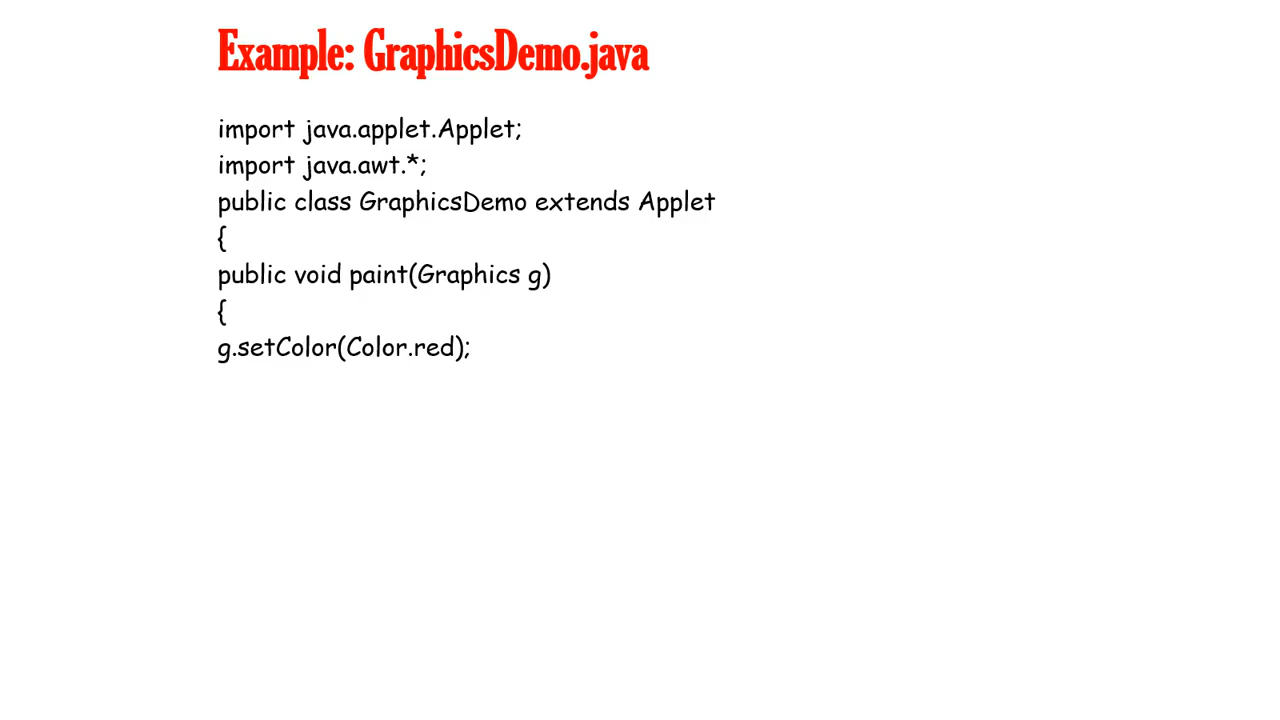 Example: GraphicsDemo.java
import java.applet.Applet;
import java.awt.*;
public class GraphicsDemo extends Applet
{
public void paint(Graphics g)
{
g.setColor(Color.red);